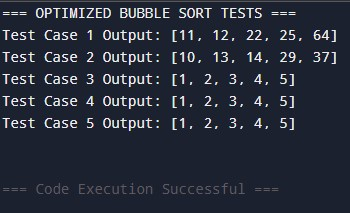 === OPTIMIZED BUBBLE SORT TESTS ===
Test Case 1 Output: [11, 12, 22, 25, 64]
Test Case 2 Output: [10, 13, 14, 29, 37]
Test Case 3 Output: [1, 2, 3, 4, 5]
Test Case 4 Output: [1, 2, 3, 4, 5]
Test Case 5 Output: [1, 2, 3, 4, 5]
=== Code Execution Successful ===